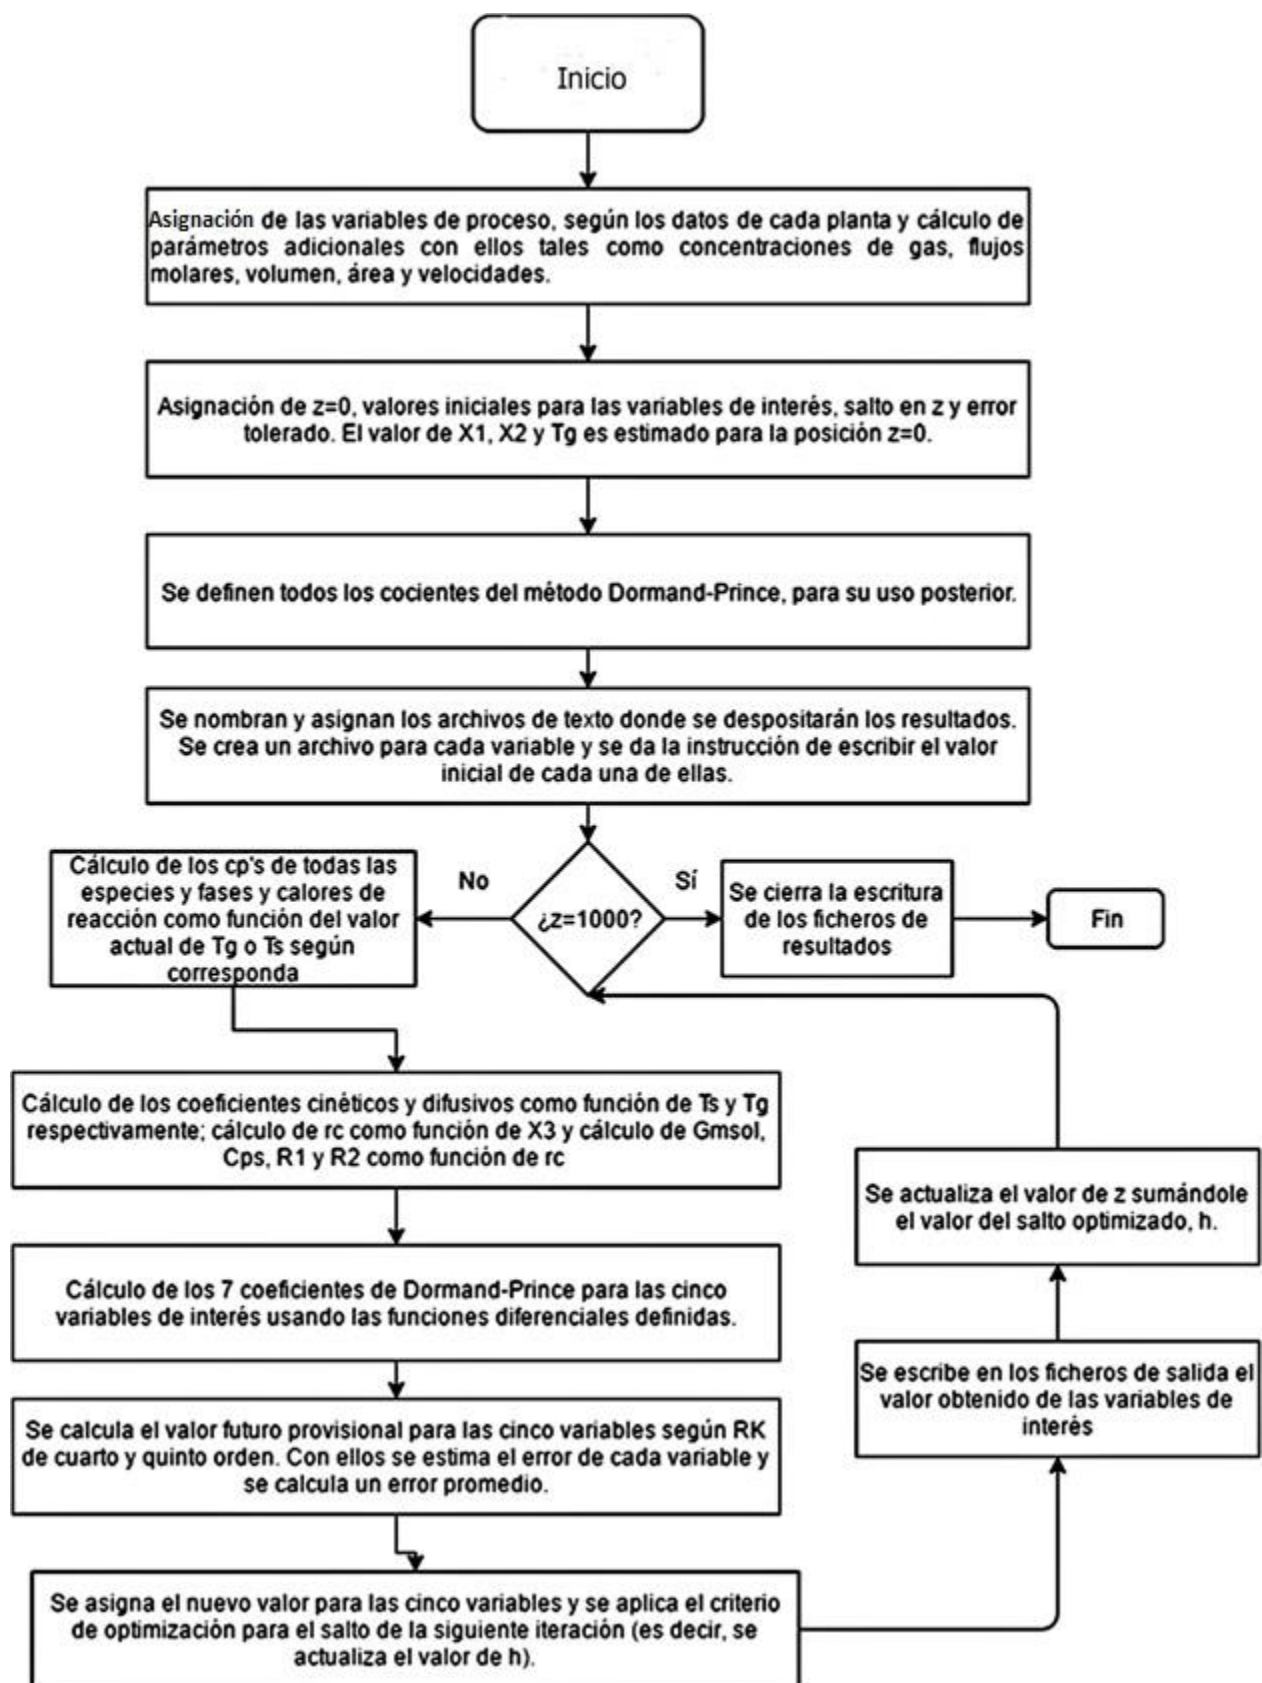 Inicio
Asignación de las variables de proceso, según los datos de cada planta y cálculo de
parámetros adicionales con ellos tales como concentraciones de gas, flujos
molares, volumen, área y velocidades.
Asignación de z=0, valores iniciales para las variables de interés, salto en z y error
tolerado. El valor de X1, X2 y Tg es estimado para la posición z=0.
Se definen todos los cocientes del método Dormand-Prince, para su uso posterior.
Se nombran y asignan los archivos de texto donde se despositarán los resultados.
Se crea un archivo para cada variable y se da la instrucción de escribir el valor
inicial de cada una de ellas.
¿z=1000?
No
Sí
Se cierra la escritura
de los ficheros de
resultados
Fin
Cálculo de los cp's de todas las
especies y fases y calores de
reacción como función del valor
actual de Tg o Ts según
corresponda
Cálculo de los coeficientes cinéticos y difusivos como función de Ts y Tg
respectivamente; cálculo de rc como función de X3 y cálculo de Gmsol,
Cps, R1 y R2 como función de rc
Cálculo de los 7 coeficientes de Dormand-Prince para las cinco
variables de interés usando las funciones diferenciales definidas.
Se calcula el valor futuro provisional para las cinco variables según RK
de cuarto y quinto orden. Con ellos se estima el error de cada variable y
se calcula un error promedio.
Se asigna el nuevo valor para las cinco variables y se aplica el criterio
de optimización para el salto de la siguiente iteración (es decir, se
actualiza el valor de h).
Se escribe en los ficheros de salida el
valor obtenido de las variables de
interés
Se actualiza el valor de z sumándole
el valor del salto optimizado, h.